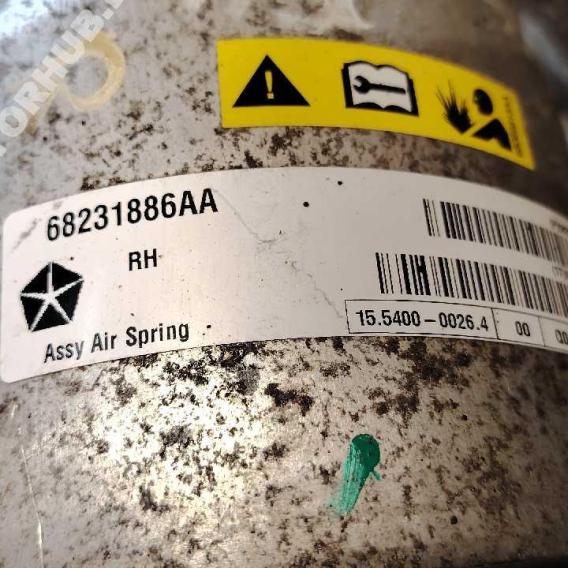 68231886AA
RH
Assy Air Spring
15.5400-0026.4
00